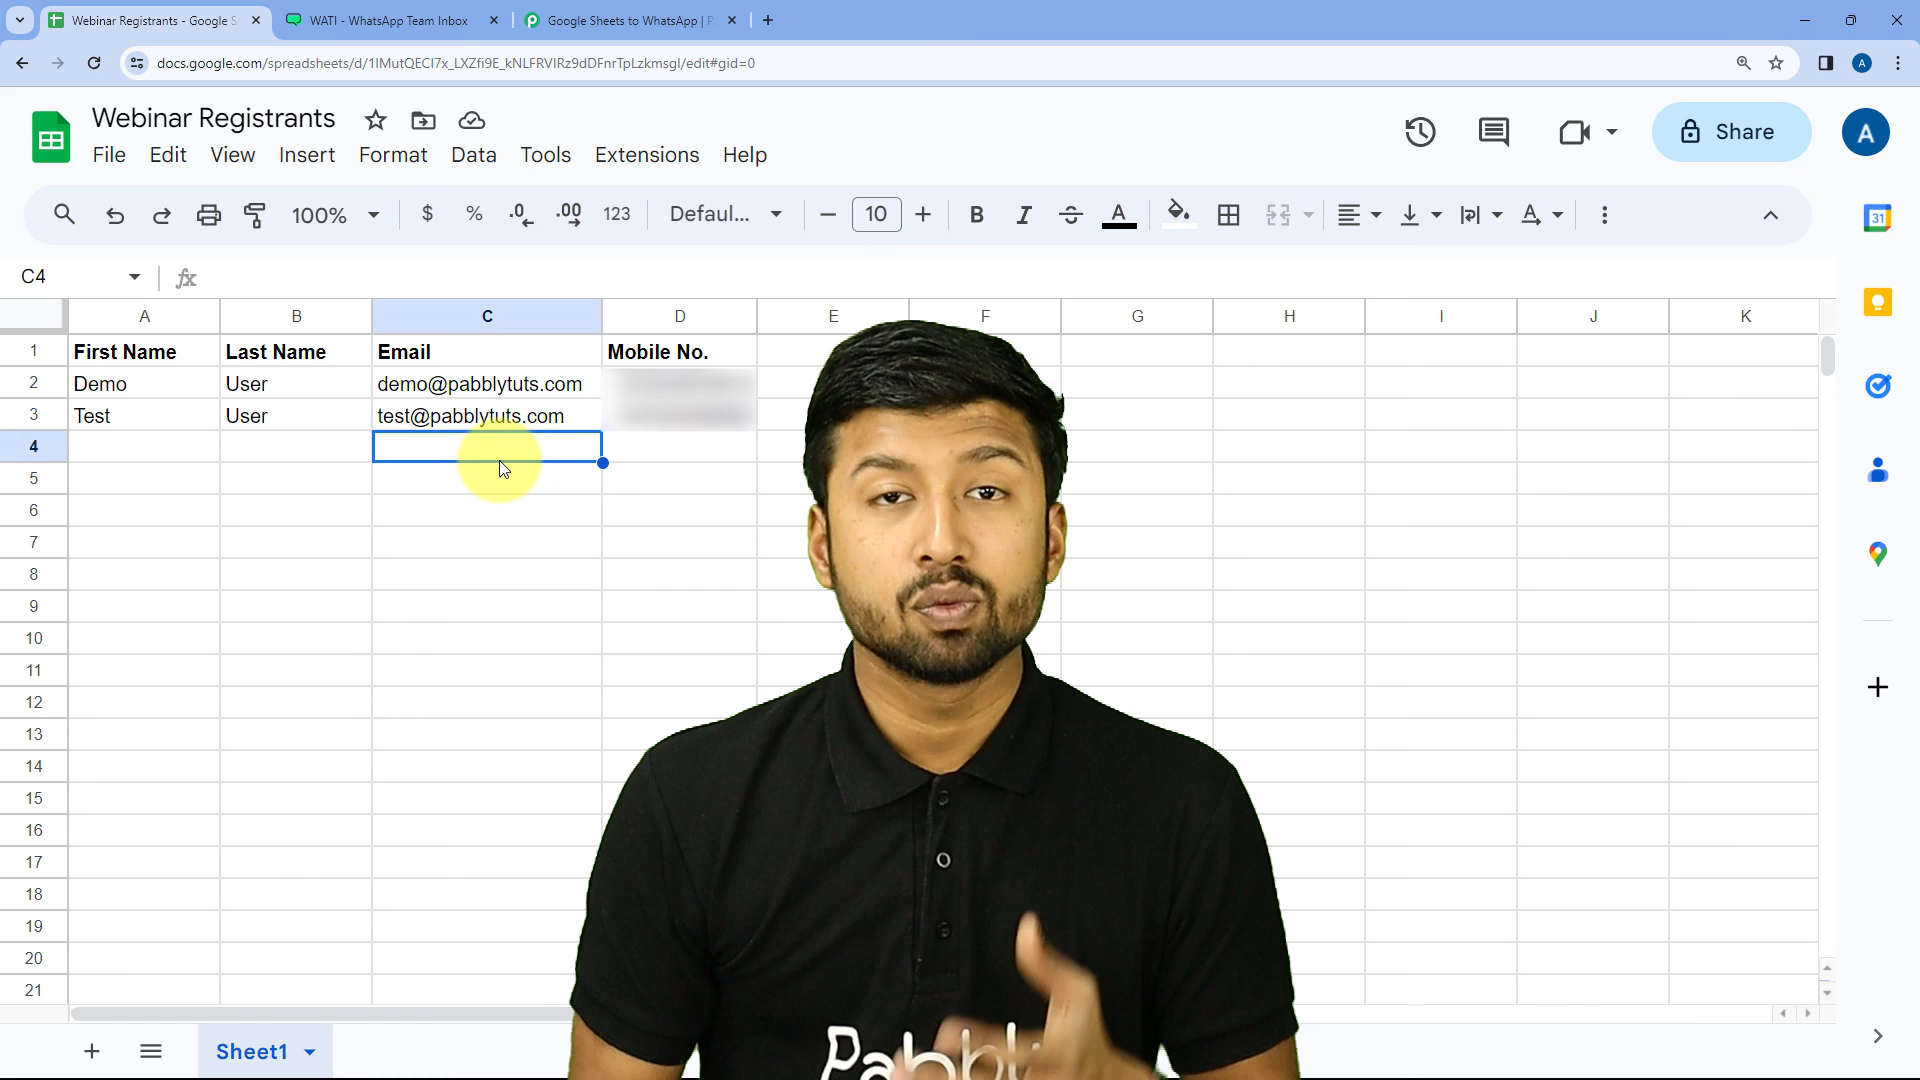 Webinar Registrants - Google S
WATI - WhatsApp Team Inbox
Google Sheets to WhatsApp | P
docs.google.com/spreadsheets/d/1IMutQECI7x_LXZfi9E_kNLFRVIRz9dDFnrTpLzkmsgI/edit#gid=0
A
Webinar Registrants
File Edit View Insert Format Data Tools Extensions Help
Share
A
100% $ % .0 .00 123 Defaul... 10 B I S A A
31
C4 fx
A B C D E F G H I J K
1 First Name Last Name Email Mobile No.
2 Demo User demo@pabblytuts.com
3 Test User test@pabblytuts.com
4
5
6
7
8
9
10
11
12
13
14
15
16
17
18
19
20
21
Sheet1
Pabbly